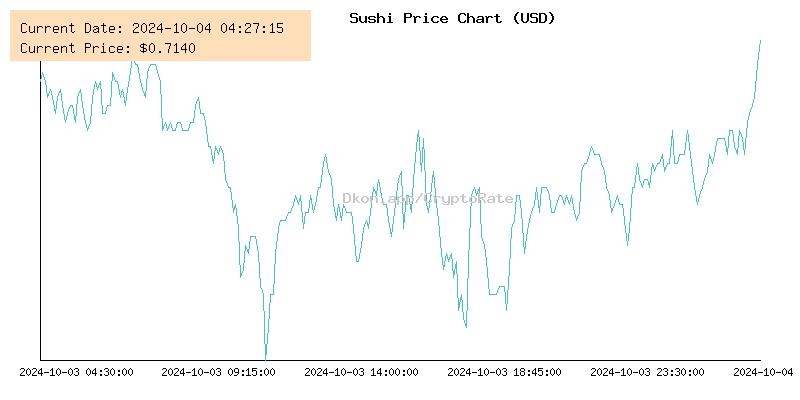 Sushi Price Chart (USD)
Current Date: 2024-10-04 04:27:15
Current Price: $0.7140
Dkoniapp/CryptoRate
2024-10-03 04:30:00 2024-10-03 09:15:00 2024-10-03 14:00:00 2024-10-03 18:45:00 2024-10-03 23:30:00 2024-10-04